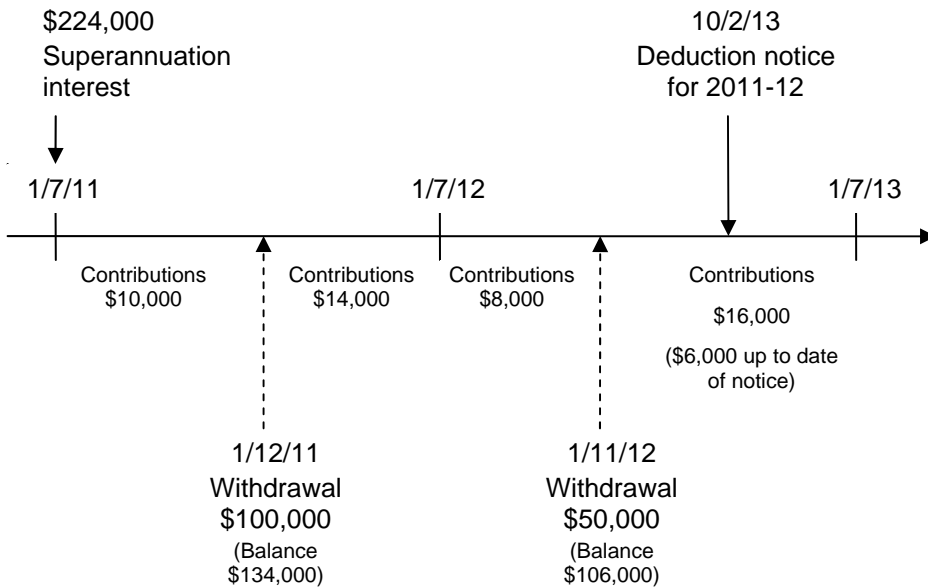 $224,000
Superannuation
interest
10/2/13
Deduction notice
for 2011-12
1/7/11
1/7/12
1/7/13
Contributions
$10,000
Contributions
$14,000
Contributions
$8,000
Contributions
$16,000
($6,000 up to date
of notice)
1/12/11
Withdrawal
$100,000
(Balance
$134,000)
1/11/12
Withdrawal
$50,000
(Balance
$106,000)